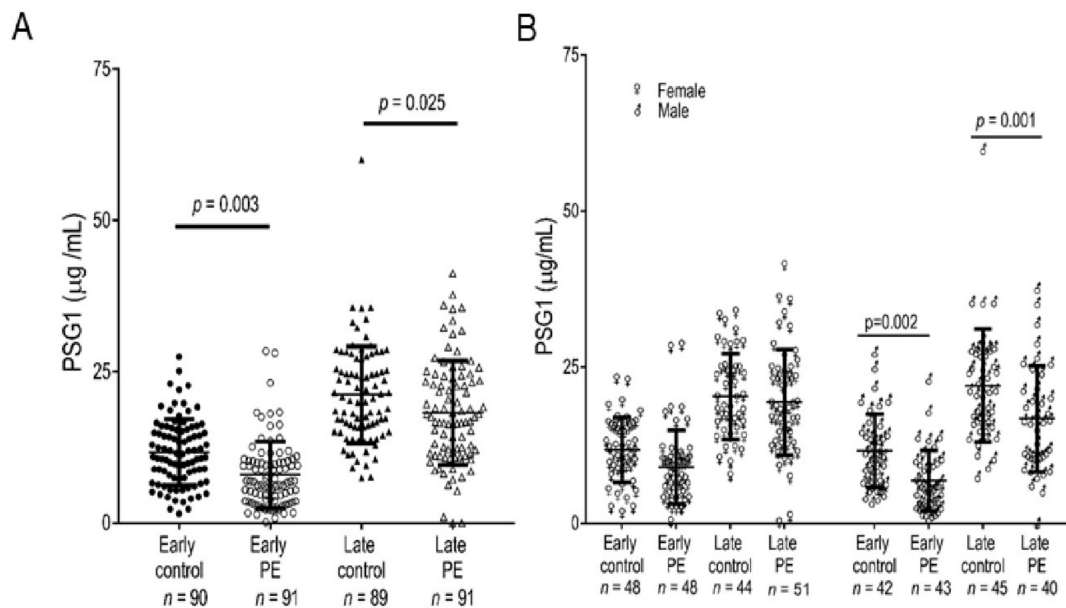 A
75
50
25
0
PSG1 (µg /mL)
p = 0.003
p = 0.025
Early control
Early PE
Late control
Late PE
n = 90
n = 91
n = 89
n = 91
B
75
50
25
0
PSG1 (µg/mL)
♀ Female
♂ Male
p = 0.001
p=0.002
Early control
Early PE
Late control
Late PE
Early control
Early PE
Late control
Late PE
n = 48
n = 48
n = 44
n = 51
n = 42
n = 43
n = 45
n = 40